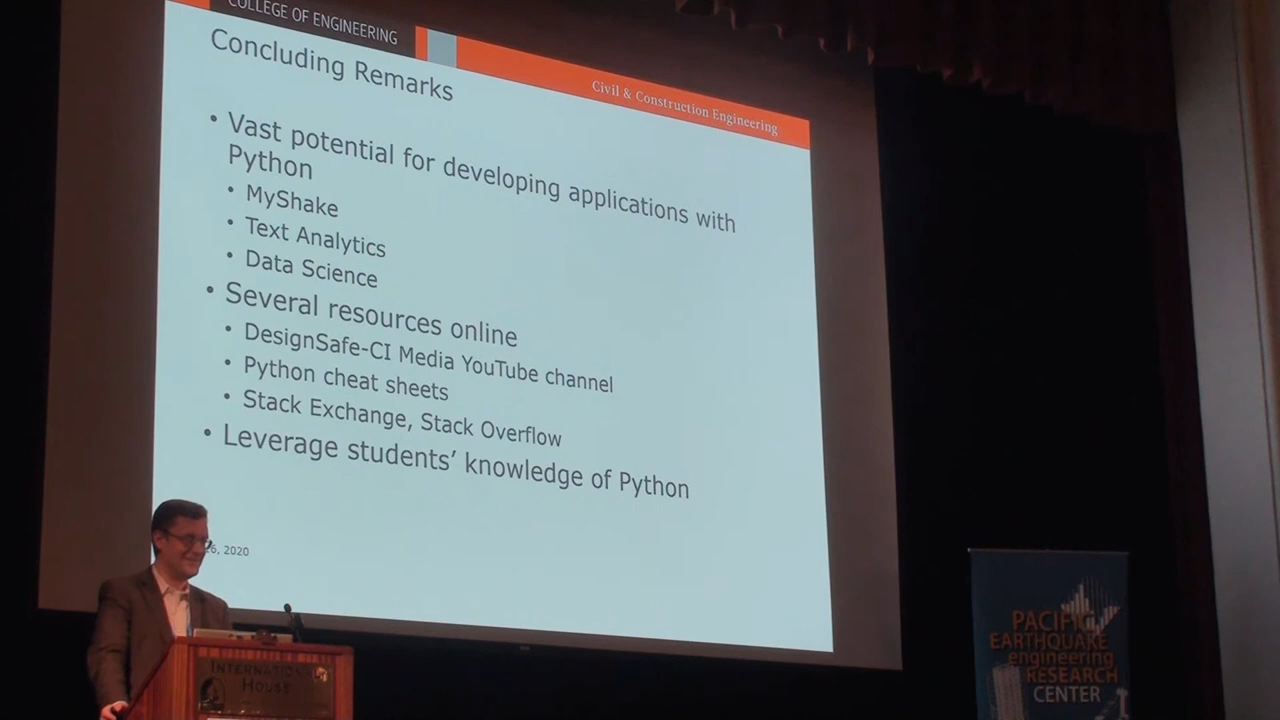 COLLEGE OF ENGINEERING
Civil & Construction Engineering
Concluding Remarks
• Vast potential for developing applications with
Python
• MyShake
• Text Analytics
• Data Science
• Several resources online
• DesignSafe-CI Media YouTube channel
• Python cheat sheets
• Stack Exchange, Stack Overflow
• Leverage students’ knowledge of Python
6, 2020
INTERNATIONAL
HOUSE
PACIFIC
EARTHQUAKE
engineering
RESEARCH
CENTER